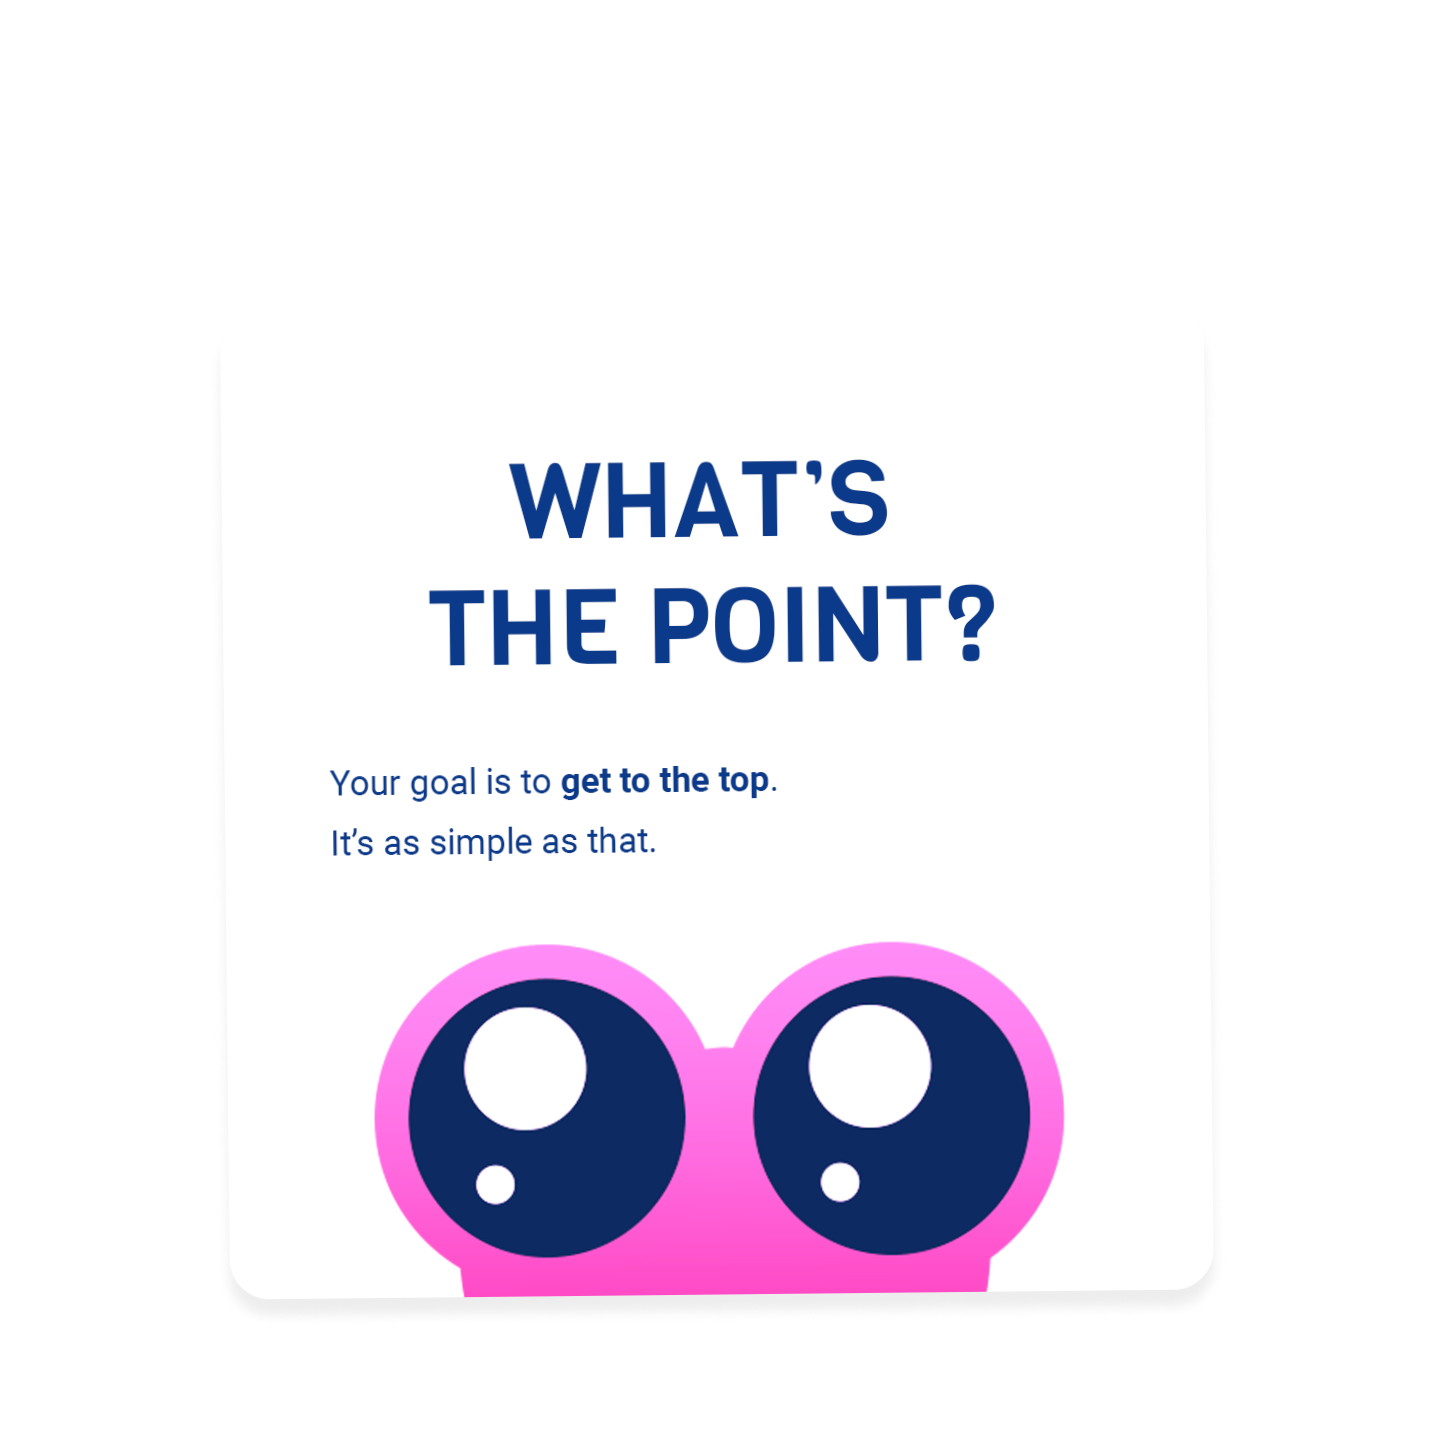 WHAT’S
THE POINT?
Your goal is to get to the top.
It’s as simple as that.